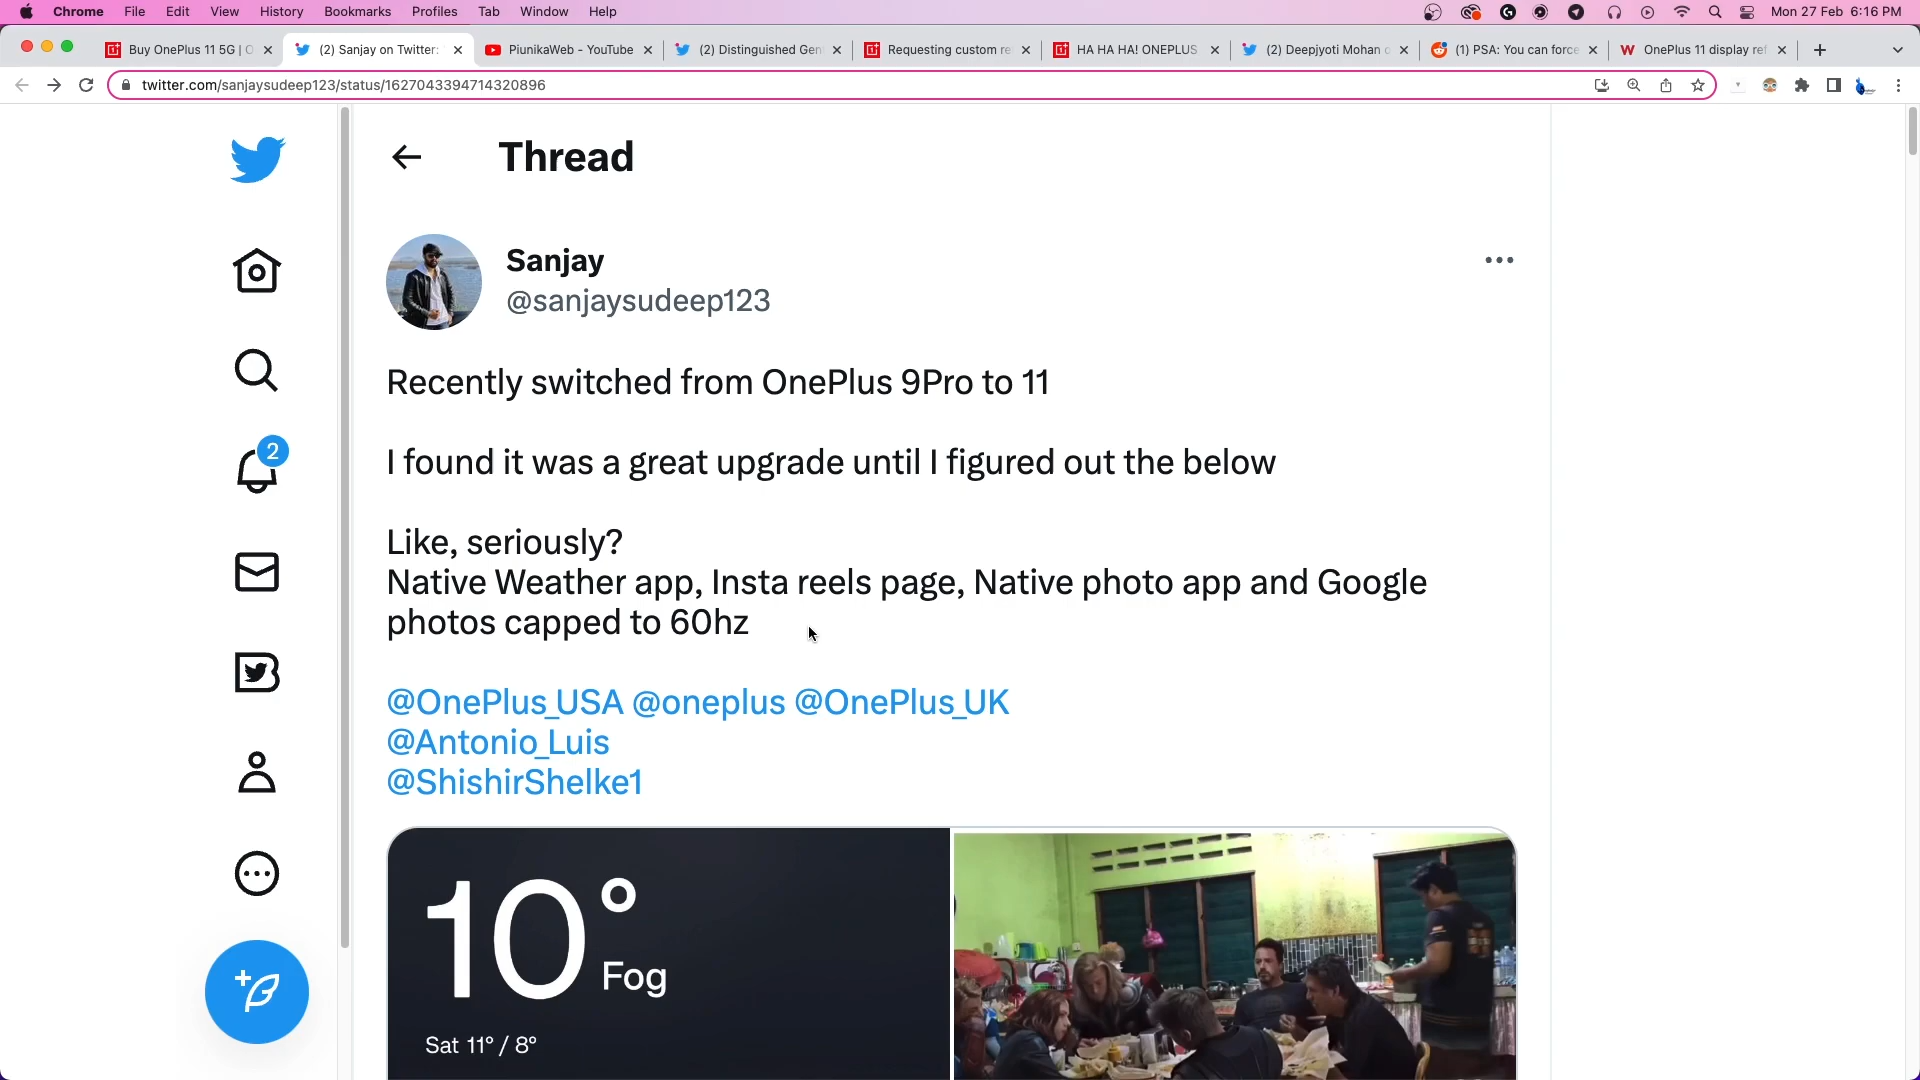 Chrome File Edit View History Bookmarks Profiles Tab Window Help Mon 27 Feb 6:16 PM
Buy OnePlus 11 5G | O (2) Sanjay on Twitter: PiunikaWeb - YouTube (2) Distinguished Gen Requesting custom re HA HA HA! ONEPLUS (2) Deepjyoti Mohan (1) PSA: You can force OnePlus 11 display ref
twitter.com/sanjaysudeep123/status/1627043394714320896
Thread
Sanjay
@sanjaysudeep123
Recently switched from OnePlus 9Pro to 11
I found it was a great upgrade until I figured out the below
2
Like, seriously?
Native Weather app, Insta reels page, Native photo app and Google
photos capped to 60hz
@OnePlus_USA @oneplus @OnePlus_UK
@Antonio_Luis
@ShishirShelke1
10°
Fog
Sat 11° / 8°